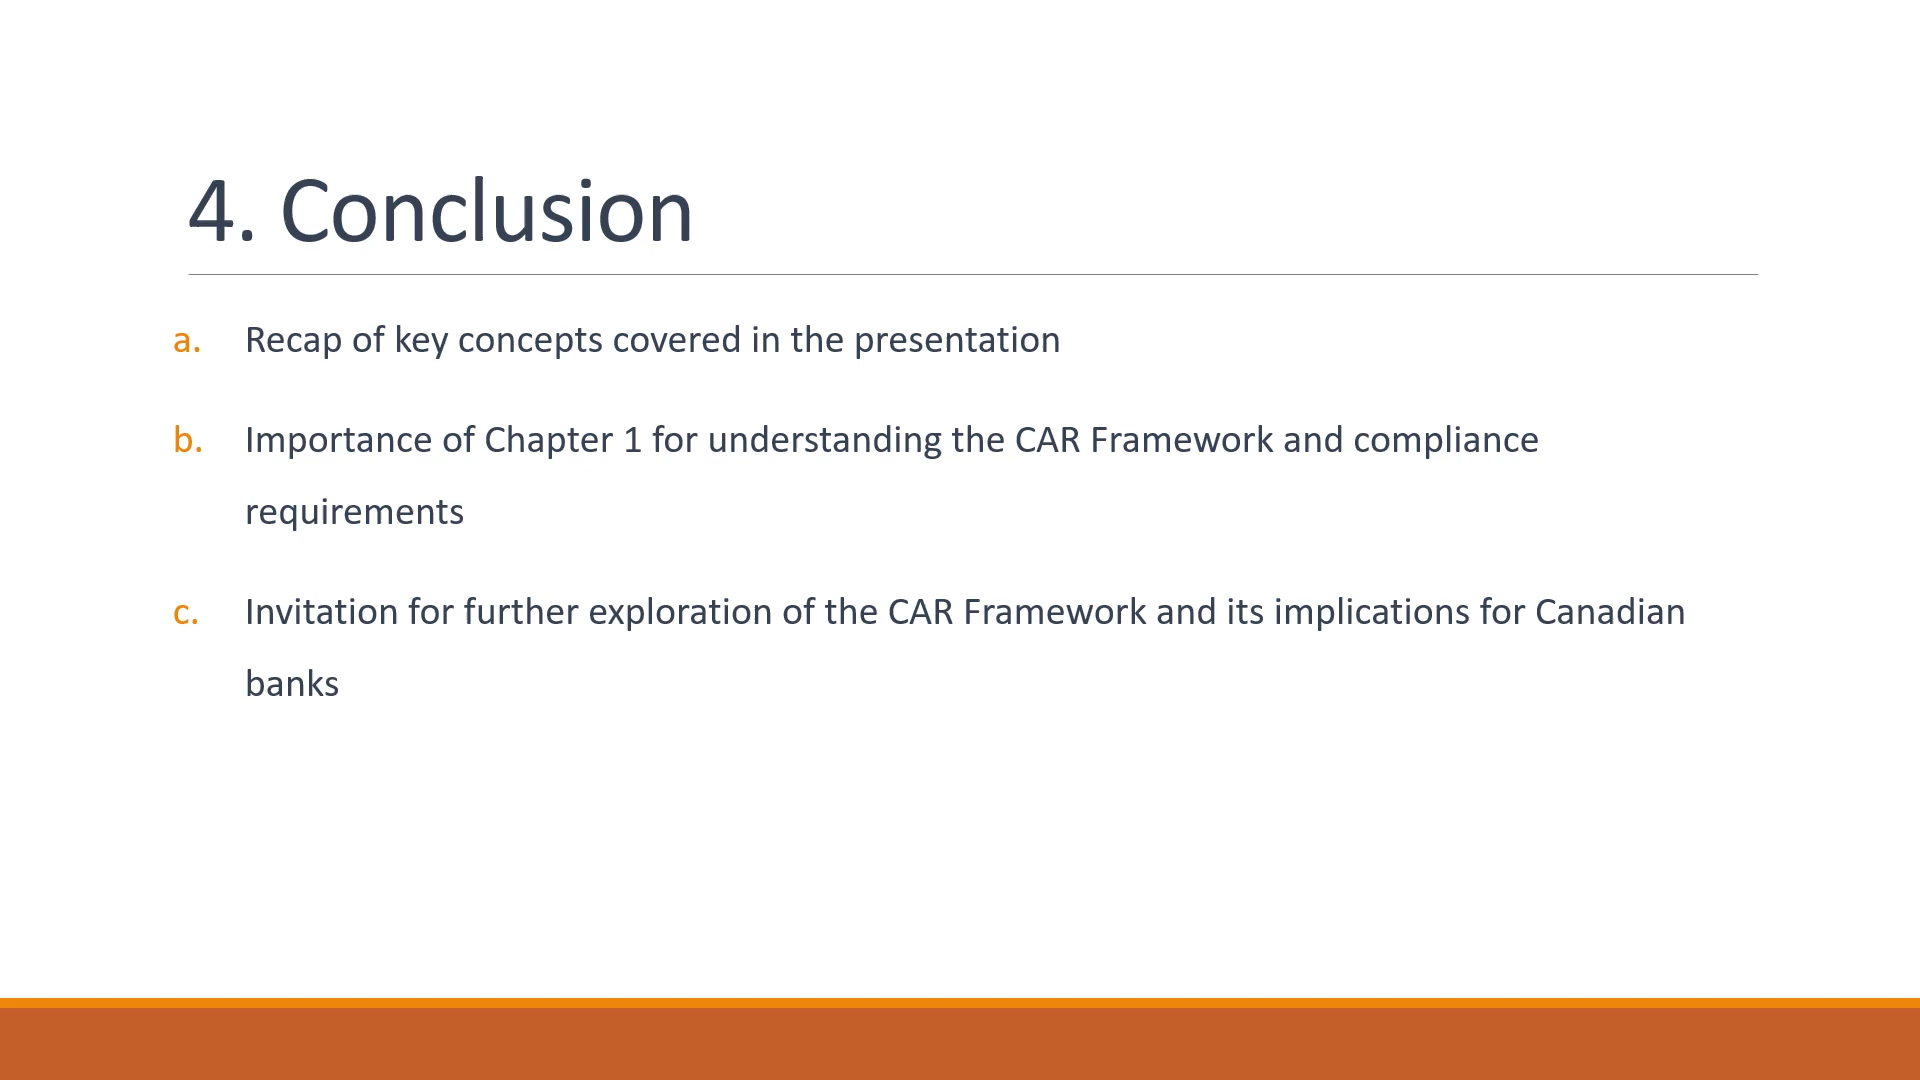 4. Conclusion
a. Recap of key concepts covered in the presentation
b. Importance of Chapter 1 for understanding the CAR Framework and compliance
requirements
c. Invitation for further exploration of the CAR Framework and its implications for Canadian
banks